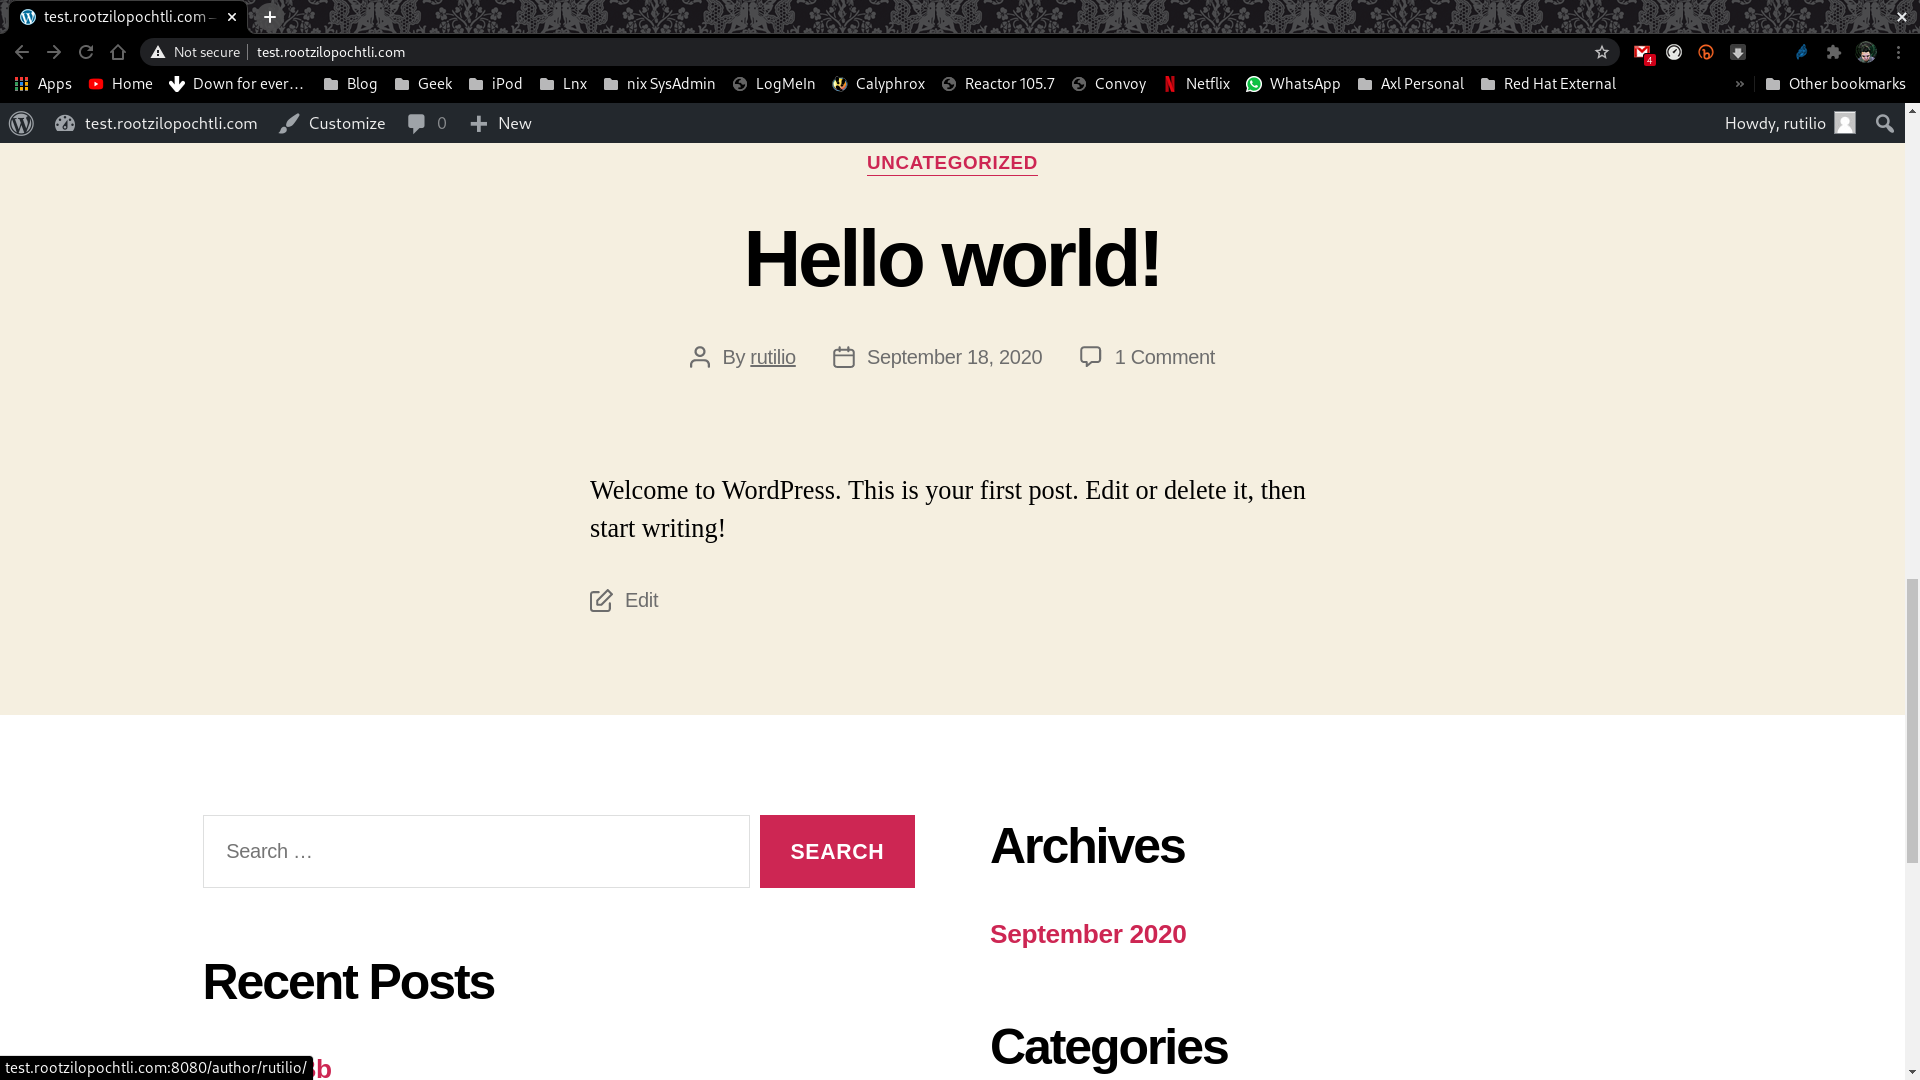 test.rootzilopochtli.com –
Not secure
test.rootzilopochtli.com
4
Apps
Home
Down for ever…
Blog
Geek
iPod
Lnx
nix SysAdmin
LogMeIn
Calyphrox
Reactor 105.7
Convoy
Netflix
WhatsApp
Axl Personal
Red Hat External
»
Other bookmarks
test.rootzilopochtli.com
Customize
0
New
Howdy, rutilio
UNCATEGORIZED
Hello world!
By rutilio
September 18, 2020
1 Comment
Welcome to WordPress. This is your first post. Edit or delete it, then
start writing!
Edit
Search …
SEARCH
Archives
September 2020
Recent Posts
Categories
test.rootzilopochtli.com:8080/author/rutilio/